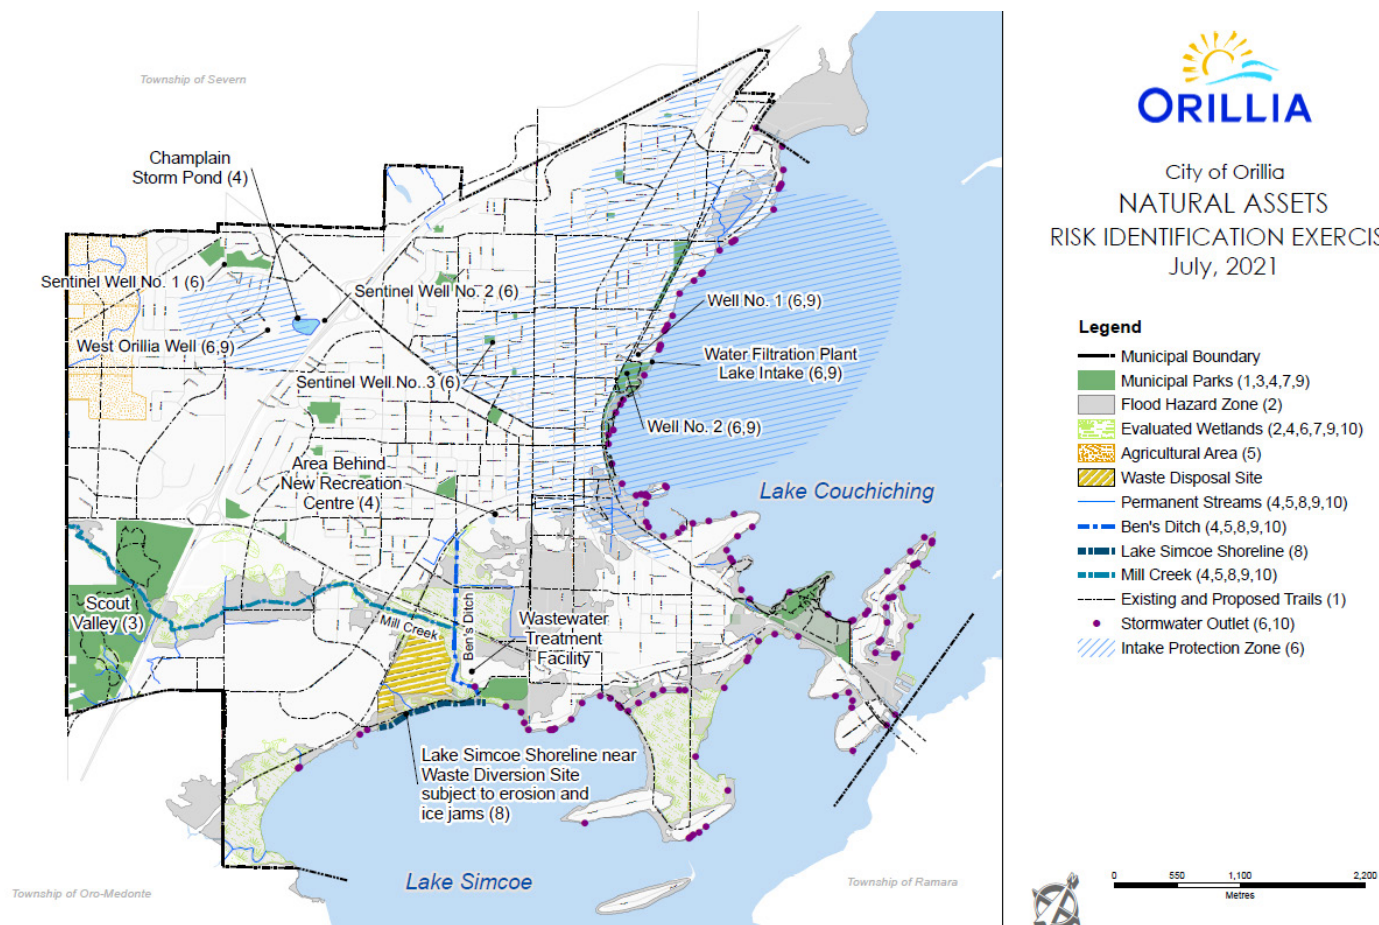 Township of Severn
Champlain
Storm Pond (4)
Sentinel Well No. 1 (6)
Sentinel Well No. 2 (6)
West Orillia Well (6,9)
Sentinel Well No. 3 (6)
Well No. 1 (6,9)
Water Filtration Plant
Lake Intake (6,9)
Well No. 2 (6,9)
Area Behind
New Recreation
Centre (4)
Lake Couchiching
Scout
Valley (3)
Mill Creek
Ben's Ditch
Wastewater
Treatment
Facility
Lake Simcoe Shoreline near
Waste Diversion Site
subject to erosion and
ice jams (8)
Lake Simcoe
Township of Oro-Medonte
Township of Ramara
ORILLIA
City of Orillia
NATURAL ASSETS
RISK IDENTIFICATION EXERCIS
July, 2021
Legend
Municipal Boundary
Municipal Parks (1,3,4,7,9)
Flood Hazard Zone (2)
Evaluated Wetlands (2,4,6,7,9,10)
Agricultural Area (5)
Waste Disposal Site
Permanent Streams (4,5,8,9,10)
Ben's Ditch (4,5,8,9,10)
Lake Simcoe Shoreline (8)
Mill Creek (4,5,8,9,10)
Existing and Proposed Trails (1)
Stormwater Outlet (6,10)
Intake Protection Zone (6)
0 550 1,100 2,200
Metres